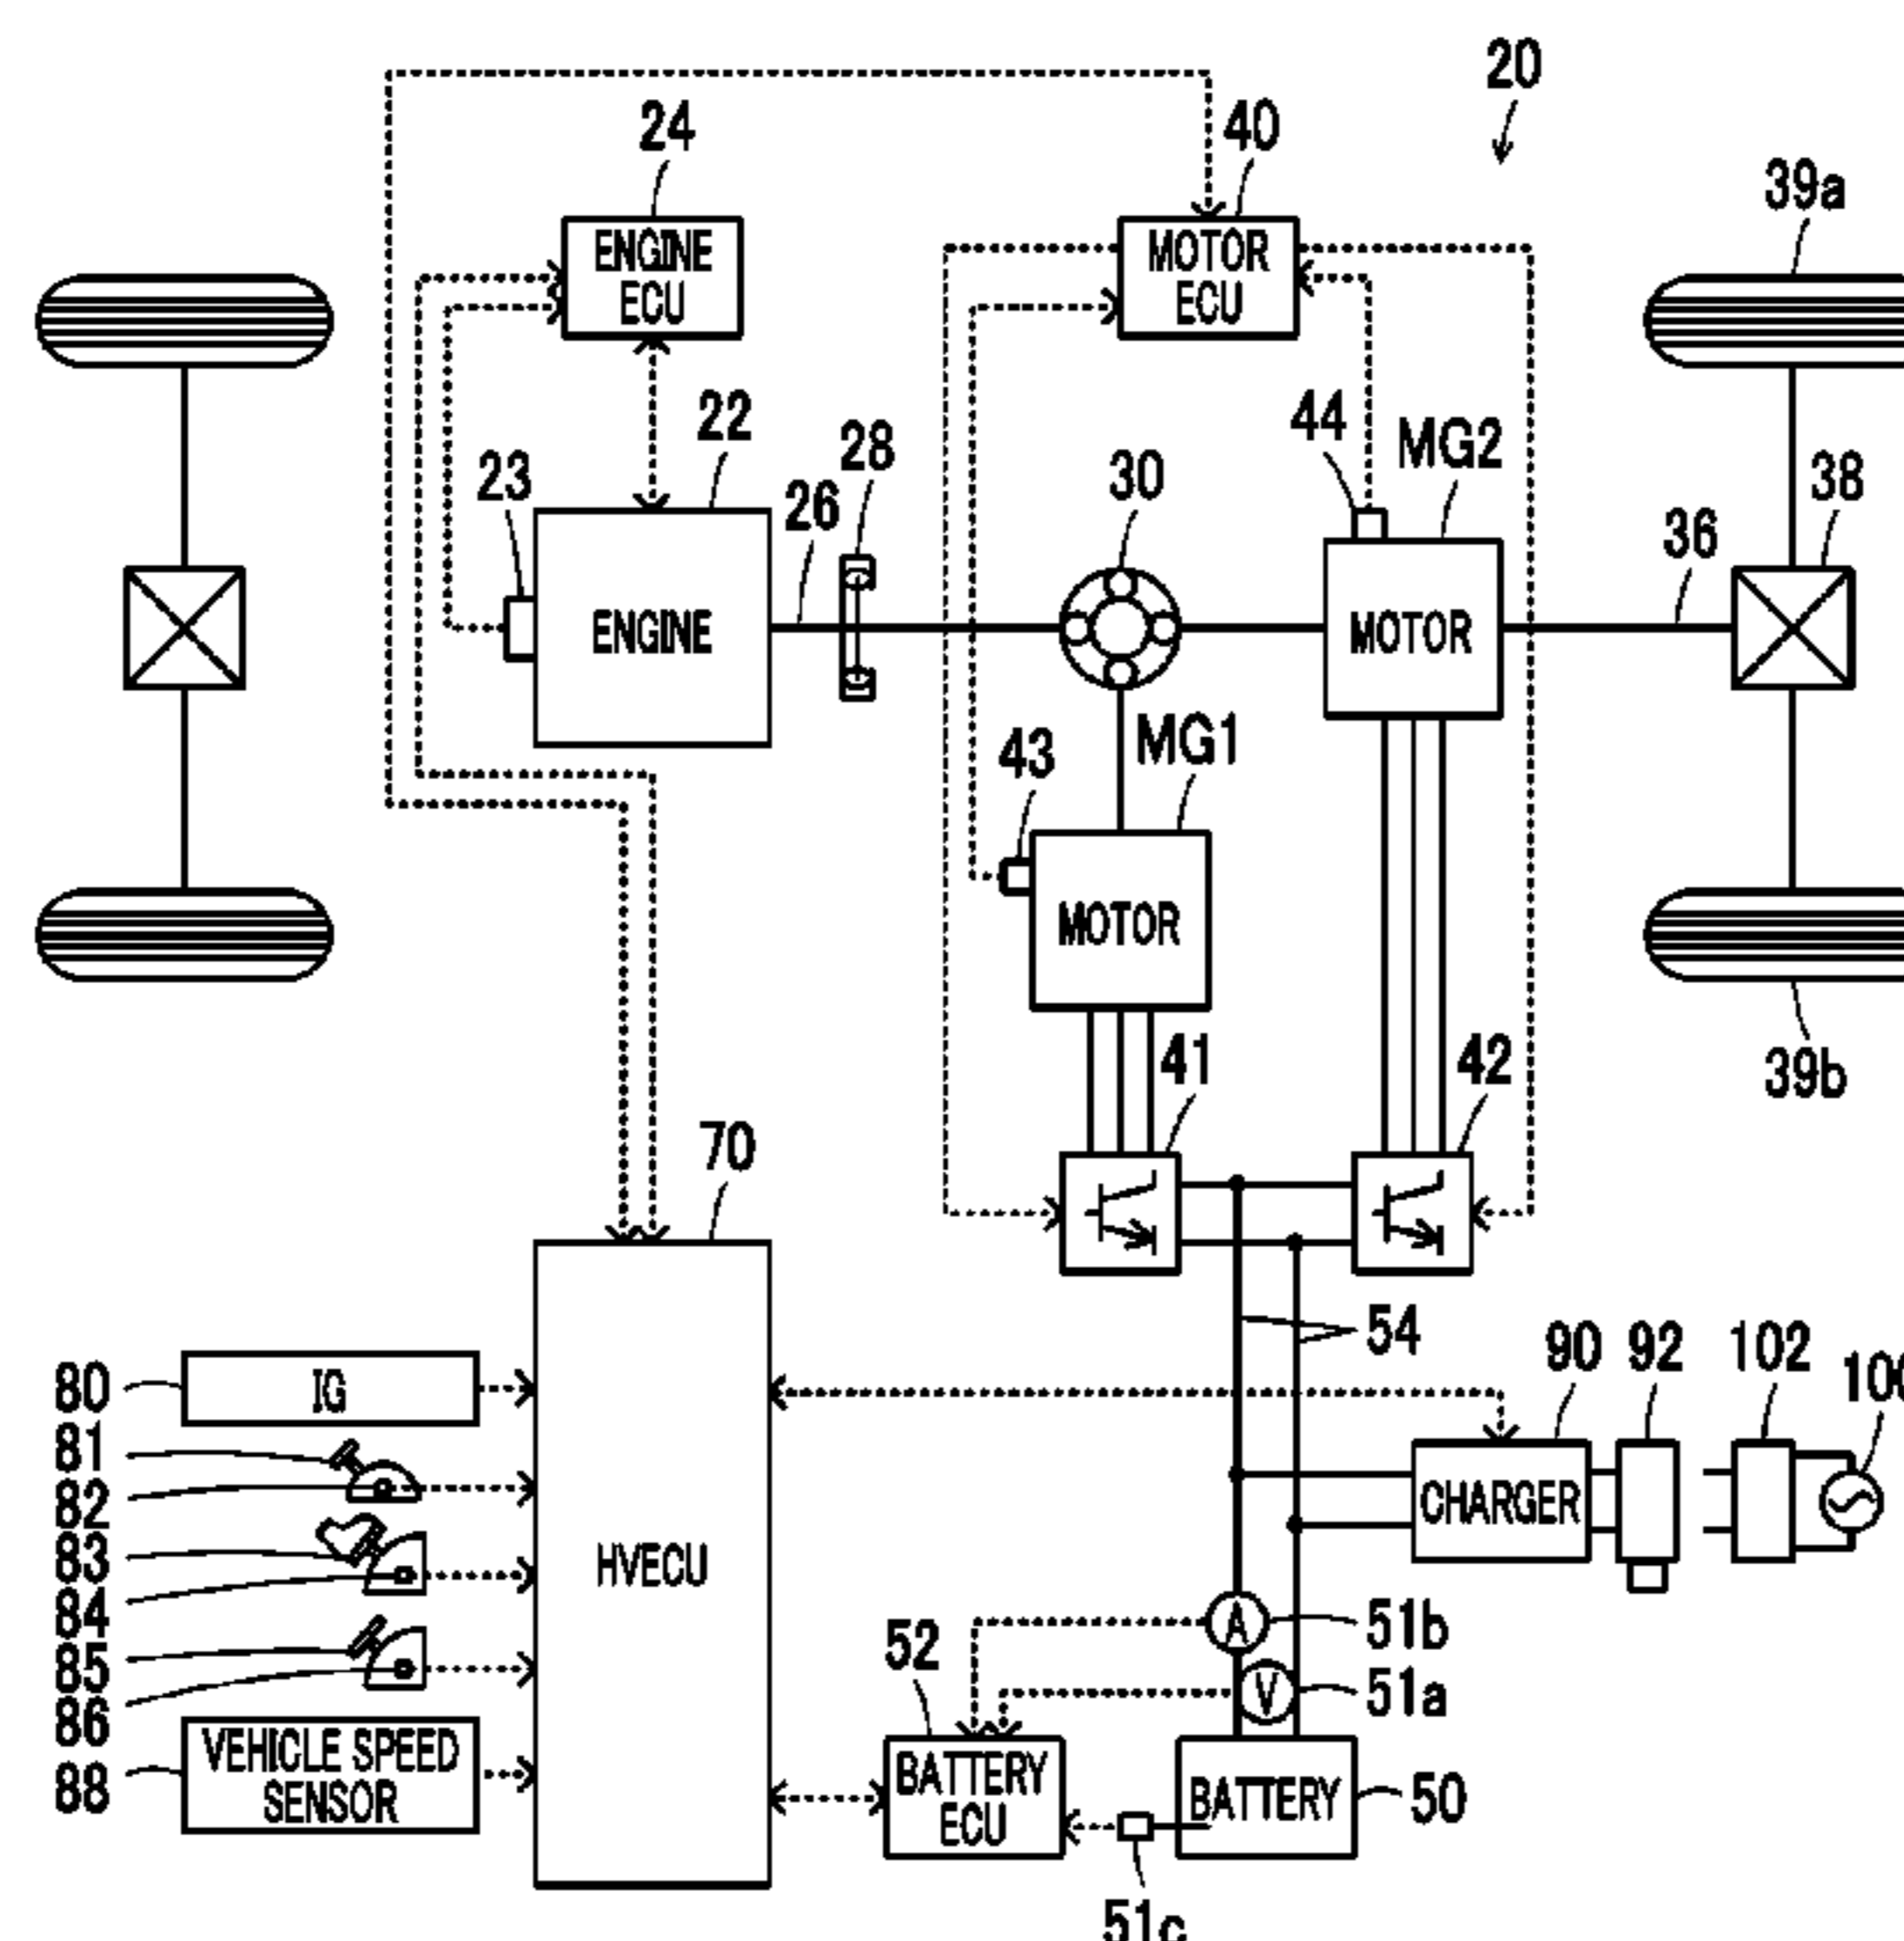 20
24
40
39a
ENGINE
ECU
MOTOR
ECU
22
28
44
MG2
23
26
30
36
38
ENGINE
MOTOR
43
MG1
MOTOR
41
42
39b
70
54
90
92
102
80
IG
81
82
CHARGER
83
84
HVECU
85
86
52
51b
51a
88
VEHICLE SPEED
SENSOR
BATTERY
ECU
BATTERY
50
A
V
51c